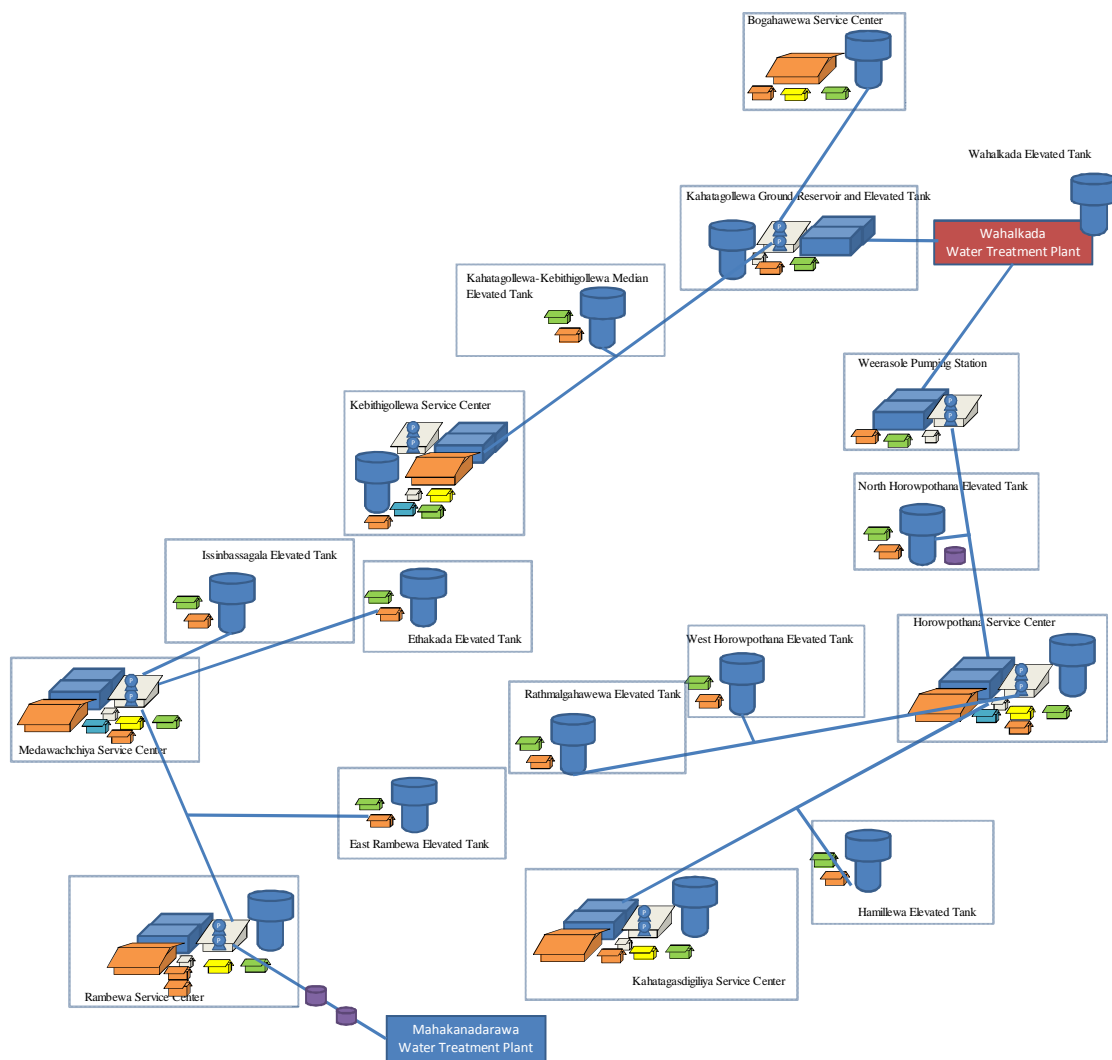 Bogahawewa Service Center
Wahalkada Elevated Tank
Kahatagollewa Ground Reservoir and Elevated Tank
P
P
Wahalkada
Water Treatment Plant
Kahatagollewa-Kebithigollewa Median
Elevated Tank
Weerasole Pumping Station
P
P
Kebithigollewa Service Center
P
P
North Horowpothana Elevated Tank
Issinbassagala Elevated Tank
Ethakada Elevated Tank
Horowpothana Service Center
West Horowpothana Elevated Tank
P
P
Rathmalgahawewa Elevated Tank
P
P
Medawachchiya Service Center
East Rambewa Elevated Tank
Hamillewa Elevated Tank
P
P
P
P
Kahatagasdigiliya Service Center
Rambewa Service Center
Mahakanadarawa
Water Treatment Plant